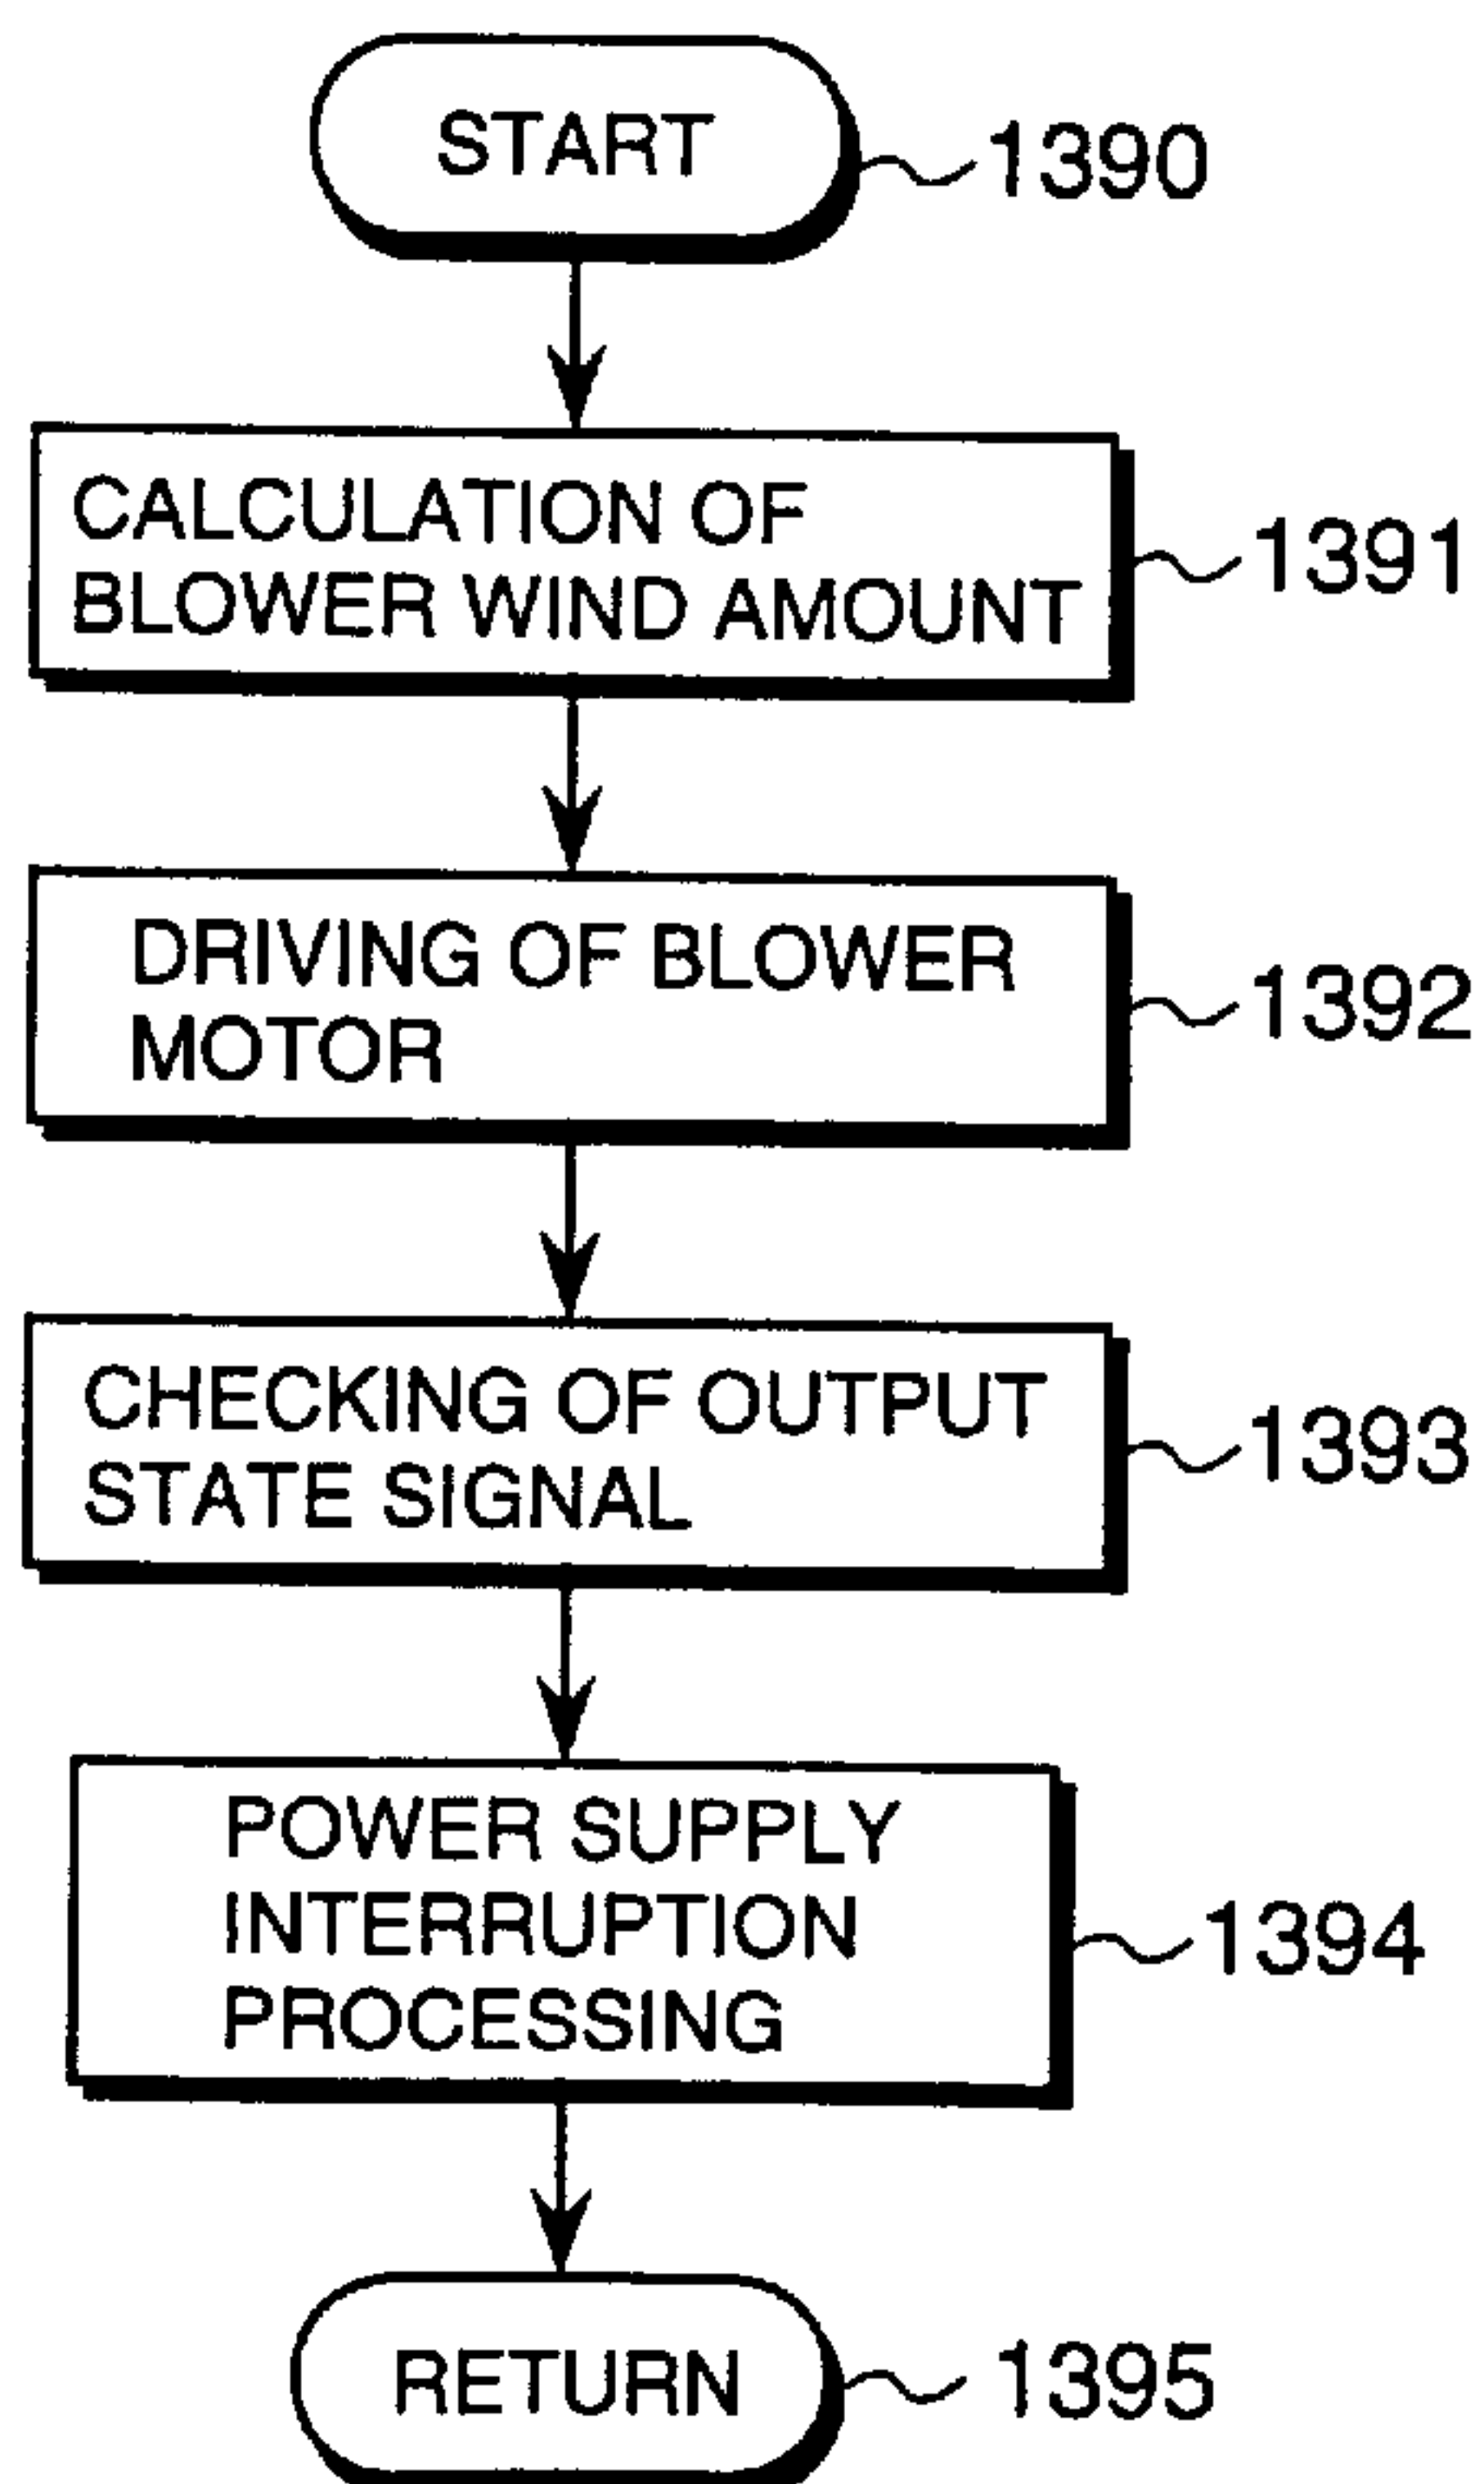 START
1390
CALCULATION OF
BLOWER WIND AMOUNT
1391
DRIVING OF BLOWER
MOTOR
1392
CHECKING OF OUTPUT
STATE SIGNAL
1393
POWER SUPPLY
INTERRUPTION
PROCESSING
1394
RETURN
1395